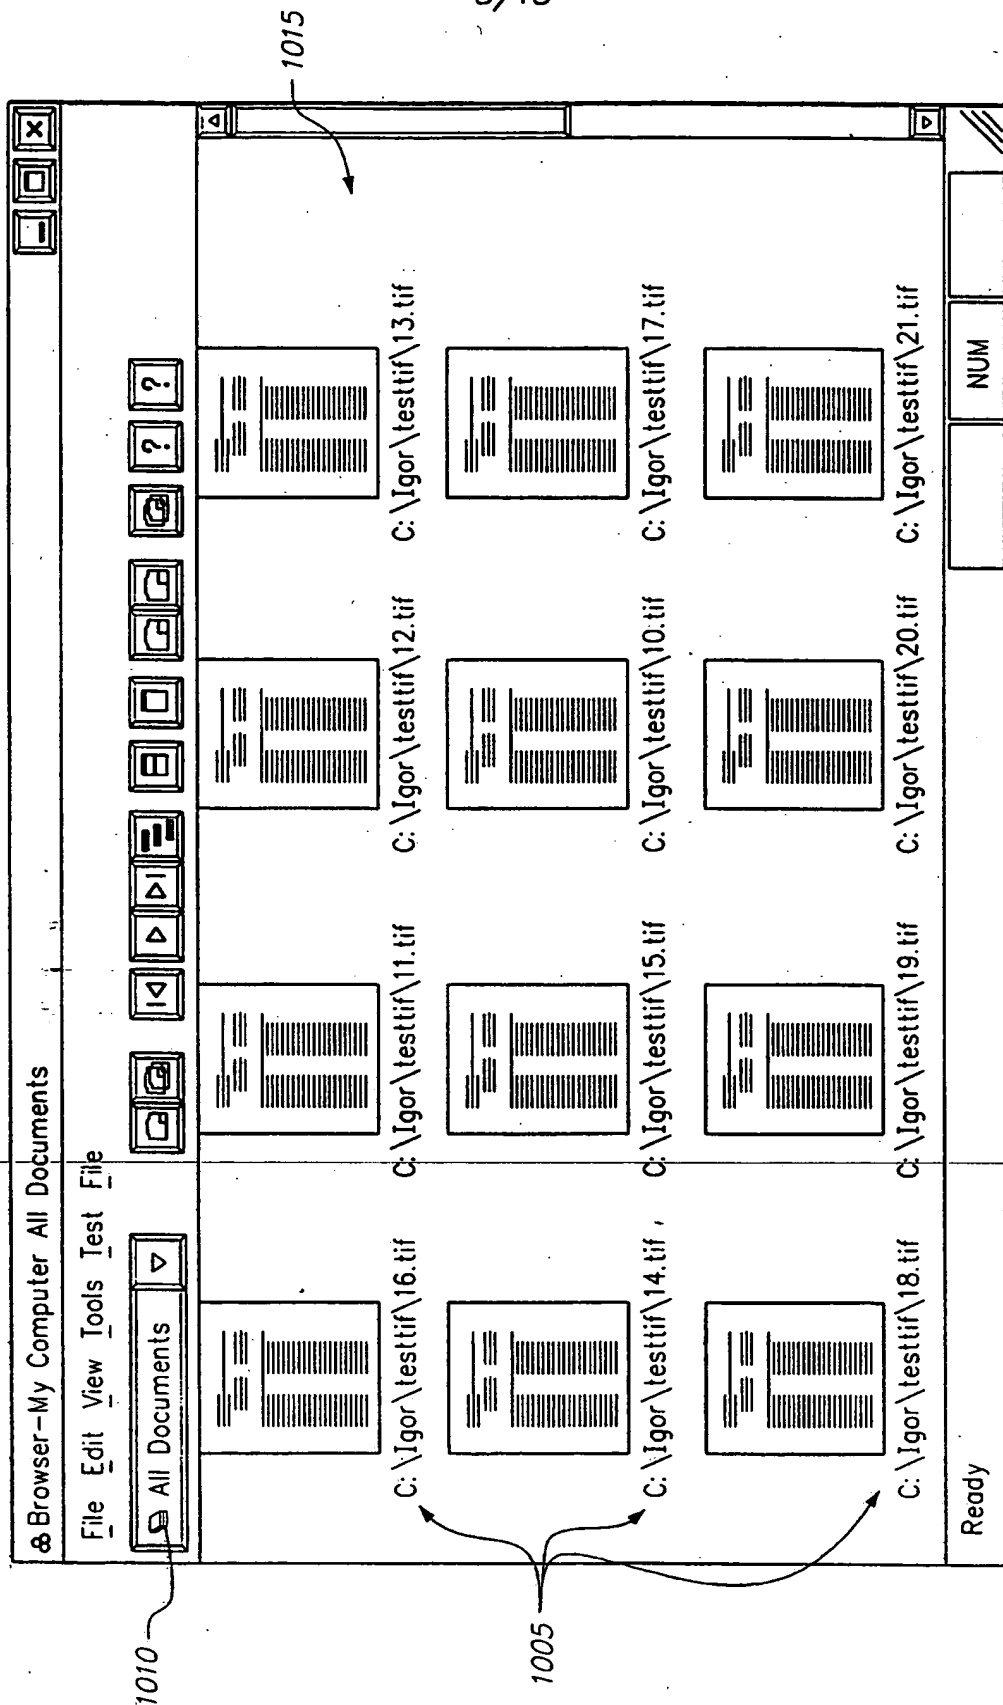 1015
Browser-My Computer All Documents
File Edit View Tools Test File
1010
All Documents
? ?
C:\Igor\testtif\16.tif C:\Igor\testtif\11.tif C:\Igor\testtif\12.tif C:\Igor\testtif\13.tif
C:\Igor\testtif\14.tif C:\Igor\testtif\15.tif C:\Igor\testtif\10.tif C:\Igor\testtif\17.tif
1005
C:\Igor\testtif\18.tif C:\Igor\testtif\19.tif C:\Igor\testtif\20.tif C:\Igor\testtif\21.tif
Ready NUM